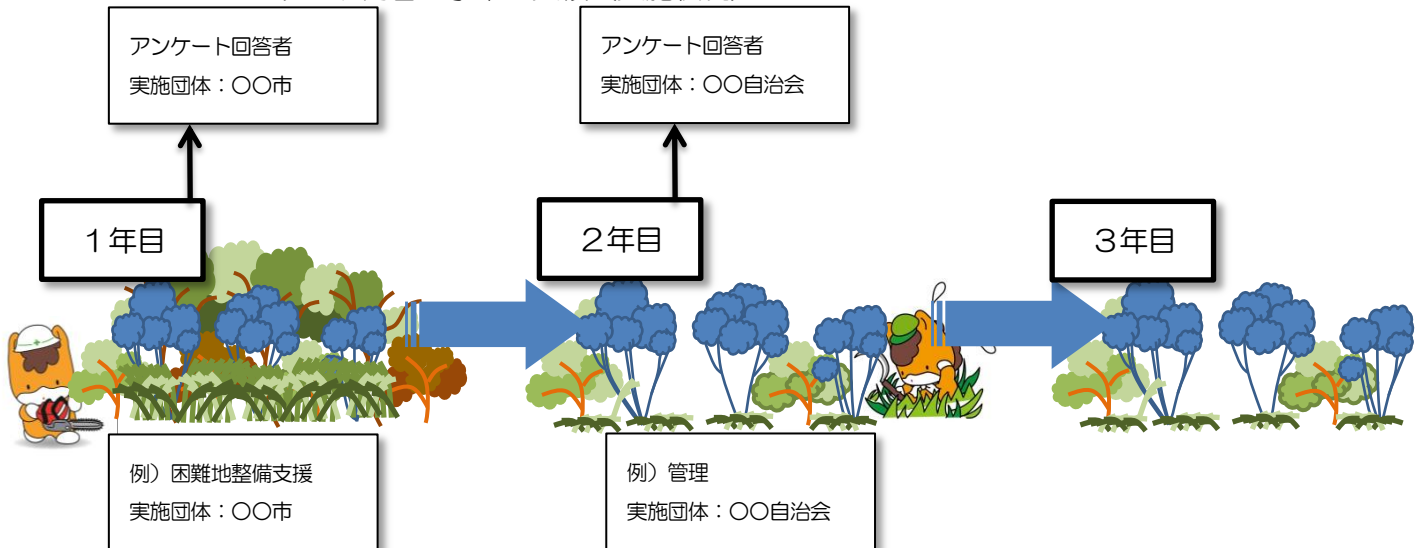 アンケート回答者
実施団体：〇〇市
アンケート回答者
実施団体：〇〇自治会
１年目
２年目
３年目
例）困難地整備支援
実施団体：〇〇市
例）管理
実施団体：〇〇自治会